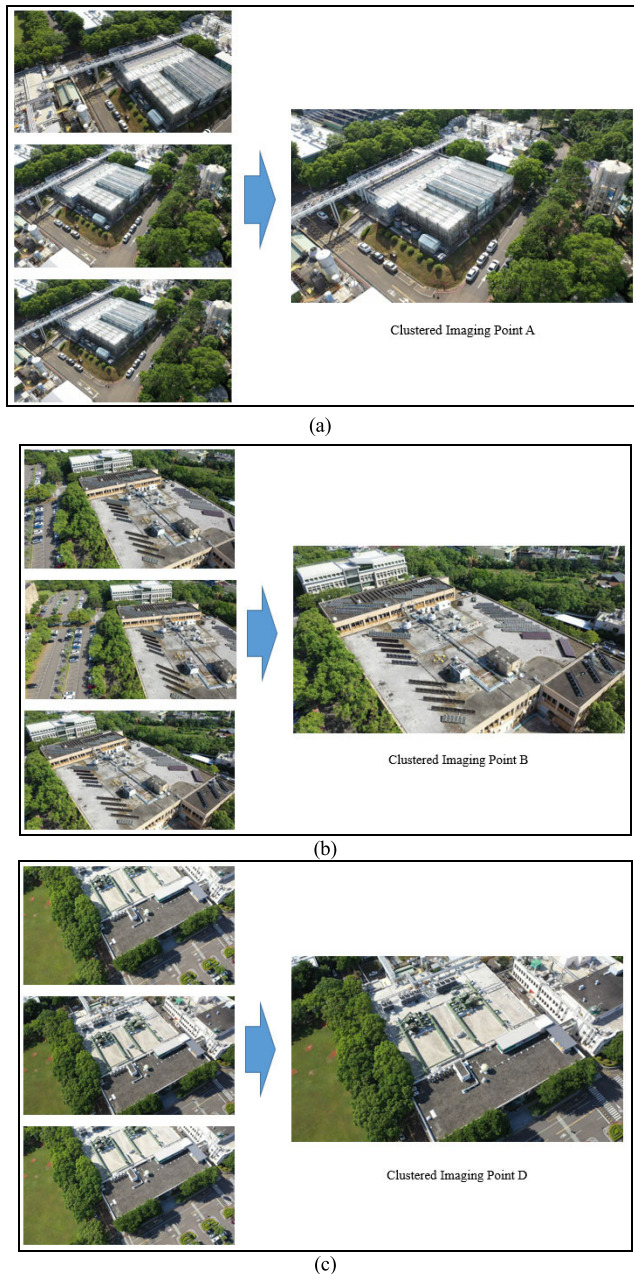 Clustered Imaging Point A
(a)
Clustered Imaging Point B
(b)
Clustered Imaging Point D
(c)